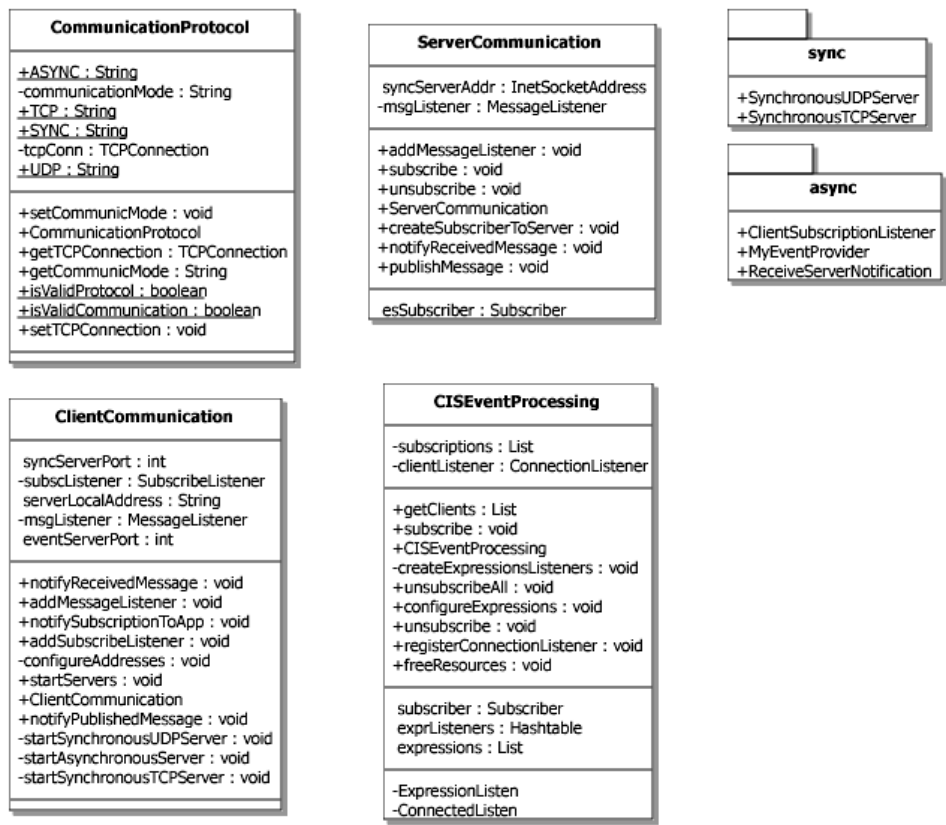 CommunicationProtocol
+ASYNC : String
-communicationMode : String
+TCP : String
+SYNC : String
-tcpConn : TCPConnection
+UDP : String
+setCommunicMode : void
+CommunicationProtocol
+getTCPConnection : TCPConnection
+getCommunicMode : String
+isValidProtocol : boolean
+isValidCommunication : boolean
+setTCPConnection : void
ServerCommunication
syncServerAddr : InetSocketAddress
-msgListener : MessageListener
+addMessageListener : void
+subscribe : void
+unsubscribe : void
+ServerCommunication
+createSubscriberToServer : void
+notifyReceivedMessage : void
+publishMessage : void
esSubscriber : Subscriber
sync
+SynchronousUDPServer
+SynchronousTCPServer
async
+ClientSubscriptionListener
+MyEventProvider
+ReceiveServerNotification
ClientCommunication
syncServerPort : int
-subscListener : SubscribeListener
serverLocalAddress : String
-msgListener : MessageListener
eventServerPort : int
+notifyReceivedMessage : void
+addMessageListener : void
+notifySubscriptionToApp : void
+addSubscribeListener : void
-configureAddresses : void
+startServers : void
+ClientCommunication
+notifyPublishedMessage : void
-startSynchronousUDPServer : void
-startAsynchronousServer : void
-startSynchronousTCPServer : void
CISEventProcessing
-subscriptions : List
-clientListener : ConnectionListener
+getClients : List
+subscribe : void
+CISEventProcessing
-createExpressionsListeners : void
+unsubscribeAll : void
+configureExpressions : void
+unsubscribe : void
+registerConnectionListener : void
+freeResources : void
subscriber : Subscriber
exprListeners : Hashtable
expressions : List
-ExpressionListen
-ConnectedListen